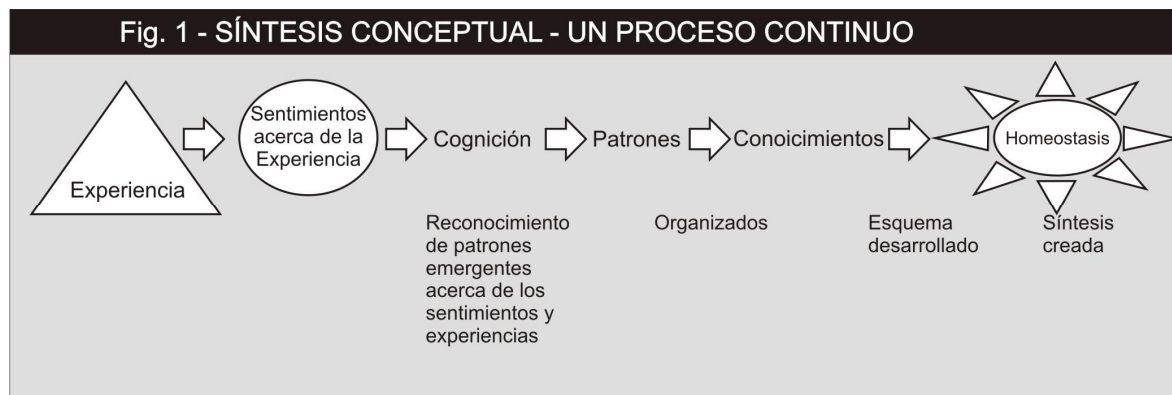 Fig. 1 - SÍNTESIS CONCEPTUAL - UN PROCESO CONTINUO
Experiencia
Sentimientos
acerca de la
Experiencia
Cognición
Patrones
Conoicimientos
Homeostasis
Reconocimiento
de patrones
emergentes
acerca de los
sentimientos y
experiencias
Organizados
Esquema
desarrollado
Síntesis
creada